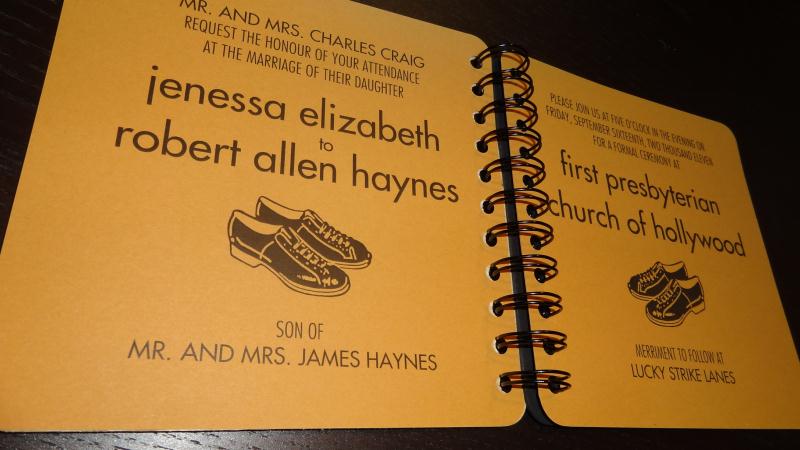 MR. AND MRS. CHARLES CRAIG
REQUEST THE HONOUR OF YOUR ATTENDANCE
AT THE MARRIAGE OF THEIR DAUGHTER
jenessa elizabeth
to
robert allen haynes
SON OF
MR. AND MRS. JAMES HAYNES
PLEASE JOIN US AT FIVE O'CLOCK IN THE EVENING ON
FRIDAY, SEPTEMBER SIXTEENTH, TWO THOUSAND ELEVEN
FOR A FORMAL CEREMONY AT
first presbyterian
church of hollywood
MERRIMENT TO FOLLOW AT
LUCKY STRIKE LANES